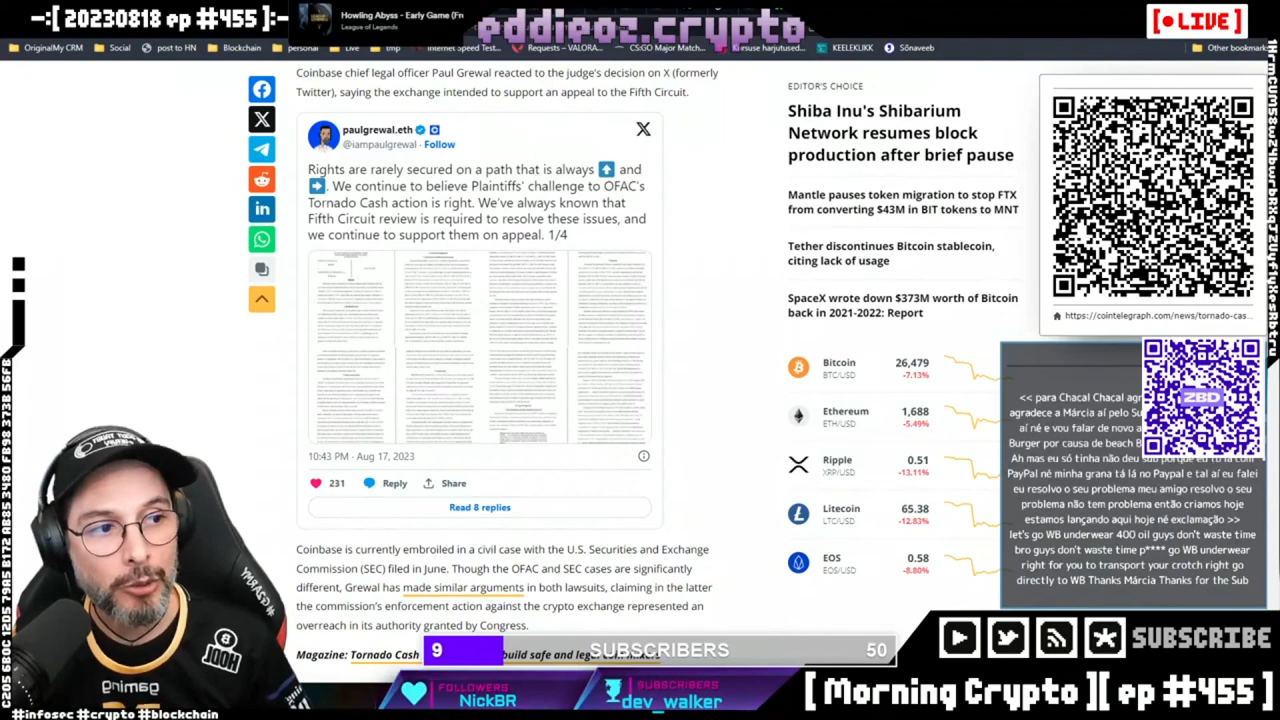 -:[ 20230818 ep #455]:-
Howling Abyss - Early Game (Fr
League of Legends
eddieoz.crypto
[ LIVE ]
OriginalMy CRM
Social
post to HN
Blockchain
personal
Live
tmp
Internet Speed Test...
Requests – VALORA...
CS:GO Major Match...
Kursuse harjutused...
KEELEKLIKK
Sõnaveeb
Other bookmarks
Coinbase chief legal officer Paul Grewal reacted to the judge's decision on X (formerly
Twitter), saying the exchange intended to support an appeal to the Fifth Circuit.
paulgrewal.eth
@iampaulgrewal · Follow
Rights are rarely secured on a path that is always ⬆️ and
➡️. We continue to believe Plaintiffs' challenge to OFAC's
Tornado Cash action is right. We've always known that
Fifth Circuit review is required to resolve these issues, and
we continue to support them on appeal. 1/4
10:43 PM · Aug 17, 2023
231 Reply Share
Read 8 replies
Coinbase is currently embroiled in a civil case with the U.S. Securities and Exchange
Commission (SEC) filed in June. Though the OFAC and SEC cases are significantly
different, Grewal has made similar arguments in both lawsuits, claiming in the latter
the commission's enforcement action against the crypto exchange represented an
overreach in its authority granted by Congress.
Magazine: Tornado Cash
build safe and legal
EDITOR'S CHOICE
Shiba Inu's Shibarium
Network resumes block
production after brief pause
Mantle pauses token migration to stop FTX
from converting $43M in BIT tokens to MNT
Tether discontinues Bitcoin stablecoin,
citing lack of usage
SpaceX wrote down $373M worth of Bitcoin
back in 2021-2022: Report
Bitcoin 26,479
BTC/USD -7.13%
Ethereum 1,688
ETH/USD -5.49%
Ripple 0.51
XRP/USD -13.11%
Litecoin 65.38
LTC/USD -12.83%
EOS 0.58
EOS/USD -8.80%
https://cointelegraph.com/news/tornado-cas...
ZBD
<< para Chacal Chacal agr
agradece a Márcia aí pelo Su
aí né e vou falar de novo a
Burger por causa de beach B
Ah mas eu só tinha não deu sub porque eu tô lá com
PayPal né minha grana tá lá no Paypal e tal aí eu falei
eu resolvo o seu problema meu amigo resolvo o seu
problema não tem problema então criamos hoje
estamos lançando aqui hoje né exclamação >>
let's go WB underwear 400 oil guys don't waste time
bro guys don't waste time p**** go WB underwear
right for you to transport your crotch right go
directly to WB Thanks Márcia Thanks for the Sub
9 SUBSCRIBERS 50
FOLLOWERS
NickBR
SUBSCRIBERS
dev_walker
SUBSCRIBE
[ Morning Crypto ][ ep #455 ]
#infosec #crypto #blockchain
grimag
HOOL